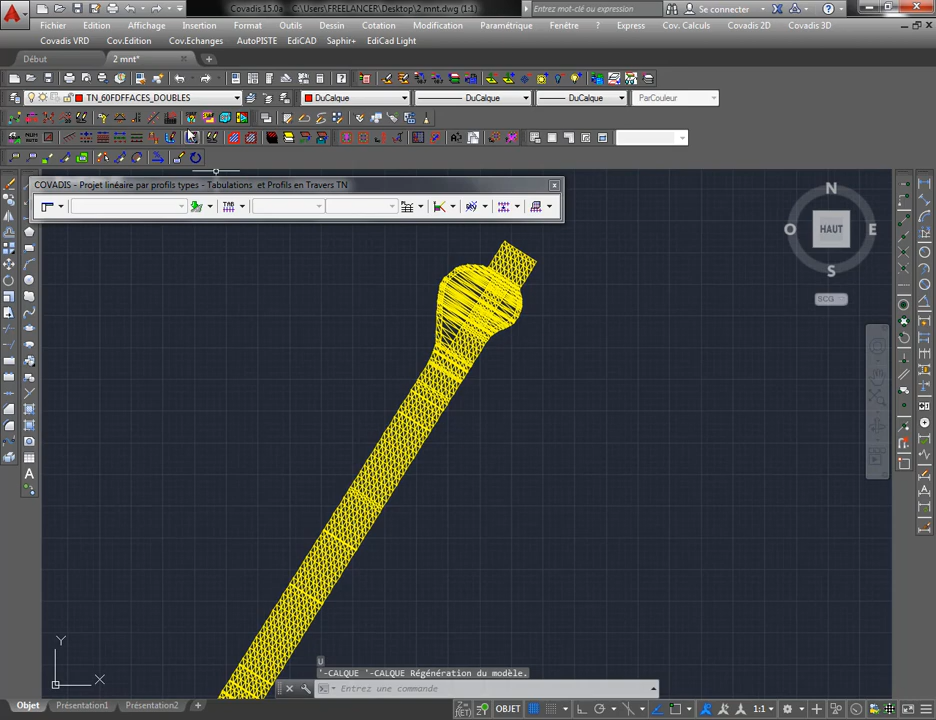 Covadis 15.0a C:\Users\FREELANCER\Desktop\2 mnt.dwg (1:1)
Entrez mot-clé ou expression
Se connecter
Fichier Edition Affichage Insertion Format Outils Dessin Cotation Modification Paramétrique Fenêtre ? Express Cov. Calculs Covadis 2D Covadis 3D
Covadis VRD Cov.Edition Cov.Echanges AutoPISTE EdiCAD Saphir+ EdiCad Light
Début 2 mnt*
TN_60FDFFACES_DOUBLES DuCalque DuCalque DuCalque ParCouleur
COVADIS - Projet linéaire par profils types - Tabulations et Profils en Travers TN
TAB
N
O HAUT E
S
SCG
Y
X
U
'-CALQUE '-CALQUE Régénération du modèle.
Entrez une commande
Objet Présentation1 Présentation2 OBJET 1:1